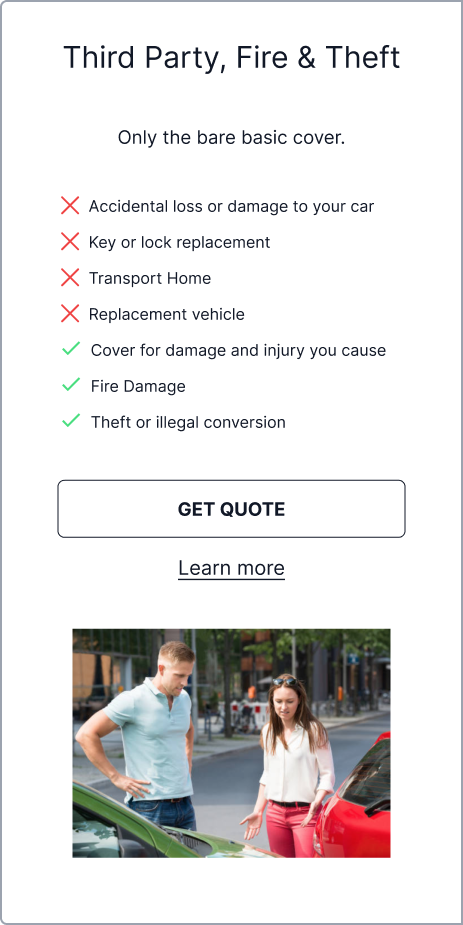 Third Party, Fire & Theft
Only the bare basic cover.
Accidental loss or damage to your car
Key or lock replacement
Transport Home
Replacement vehicle
Cover for damage and injury you cause
Fire Damage
Theft or illegal conversion
GET QUOTE
Learn more